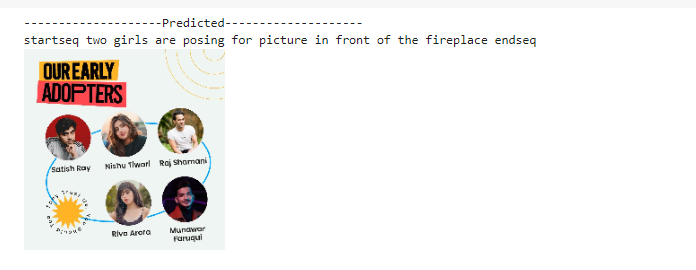 --------------------Predicted--------------------
startseq two girls are posing for picture in front of the fireplace endseq
OUR EARLY
ADOPTERS
Satish Ray
Nishu Tiwari
Raj Shamani
Riva Arora
Munawar
Faruqui